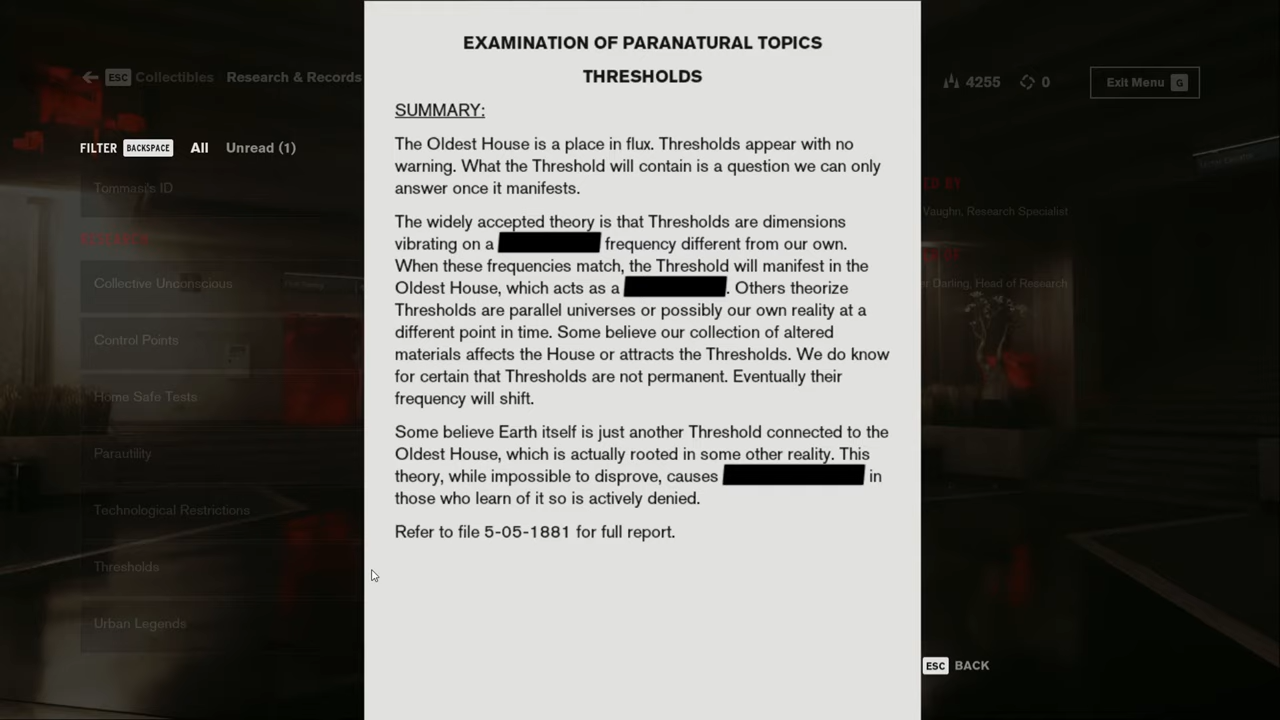 EXAMINATION OF PARANATURAL TOPICS
THRESHOLDS
SUMMARY:
The Oldest House is a place in flux. Thresholds appear with no
warning. What the Threshold will contain is a question we can only
answer once it manifests.
The widely accepted theory is that Thresholds are dimensions
vibrating on a frequency different from our own.
When these frequencies match, the Threshold will manifest in the
Oldest House, which acts as a . Others theorize
Thresholds are parallel universes or possibly our own reality at a
different point in time. Some believe our collection of altered
materials affects the House or attracts the Thresholds. We do know
for certain that Thresholds are not permanent. Eventually their
frequency will shift.
Some believe Earth itself is just another Threshold connected to the
Oldest House, which is actually rooted in some other reality. This
theory, while impossible to disprove, causes in
those who learn of it so is actively denied.
Refer to file 5-05-1881 for full report.
ESC Collectibles Research & Records
4255 0 Exit Menu G
FILTER BACKSPACE All Unread (1)
Tommasi's ID
RESEARCH
Collective Unconscious
Control Points
Home Safe Tests
Parautility
Technological Restrictions
Thresholds
Urban Legends
ED BY
Vaughn, Research Specialist
er Darling, Head of Research
ESC BACK